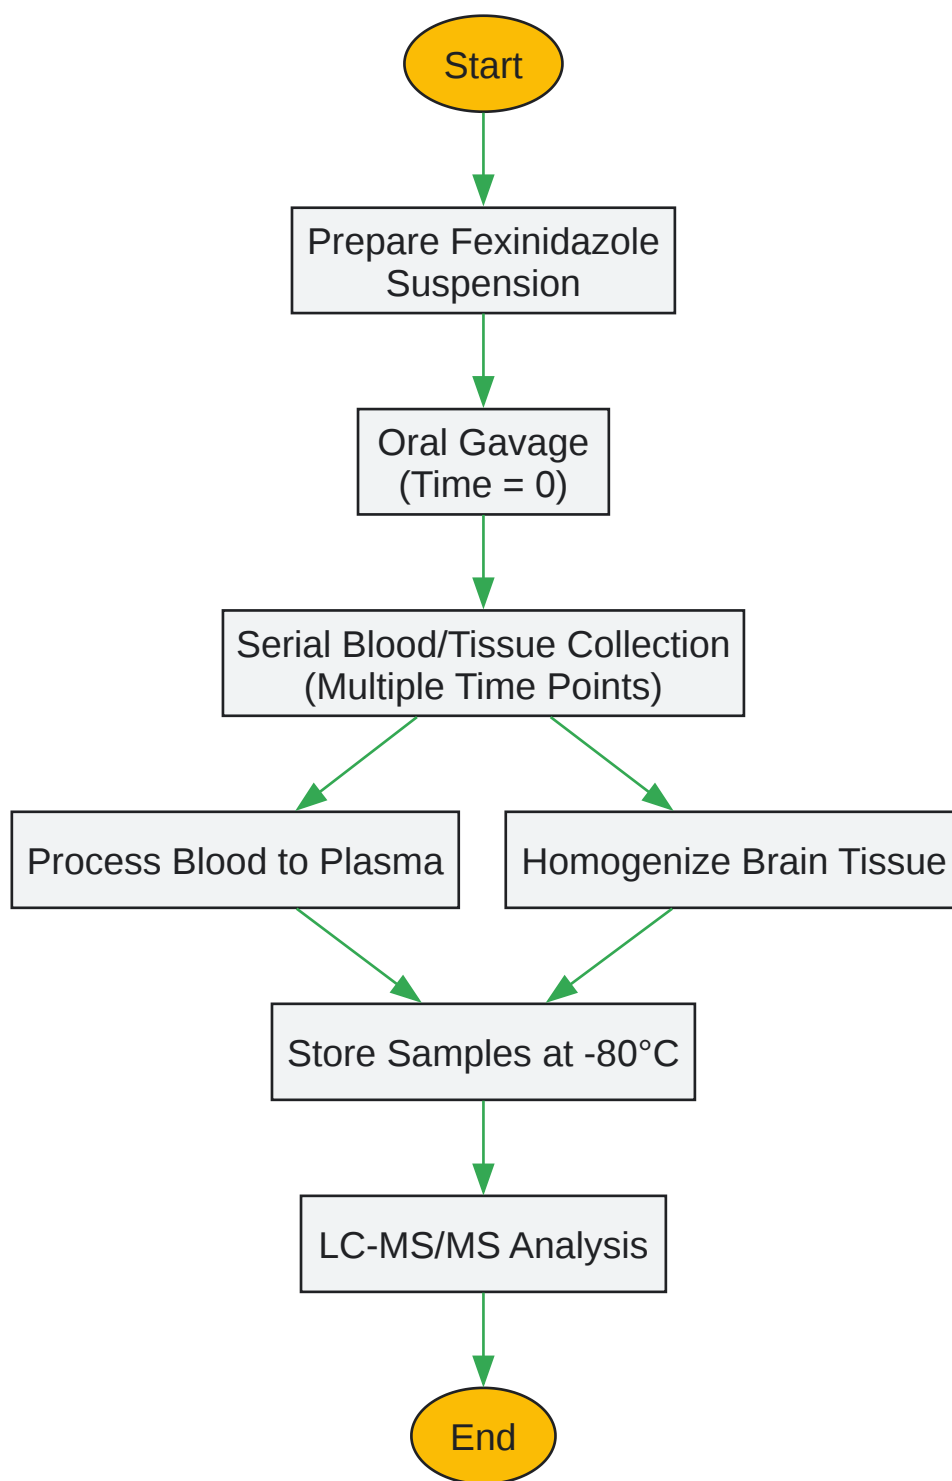 Start
Prepare Fexinidazole
Suspension
Oral Gavage
(Time = 0)
Serial Blood/Tissue Collection
(Multiple Time Points)
Process Blood to Plasma
Homogenize Brain Tissue
Store Samples at -80°C
LC-MS/MS Analysis
End